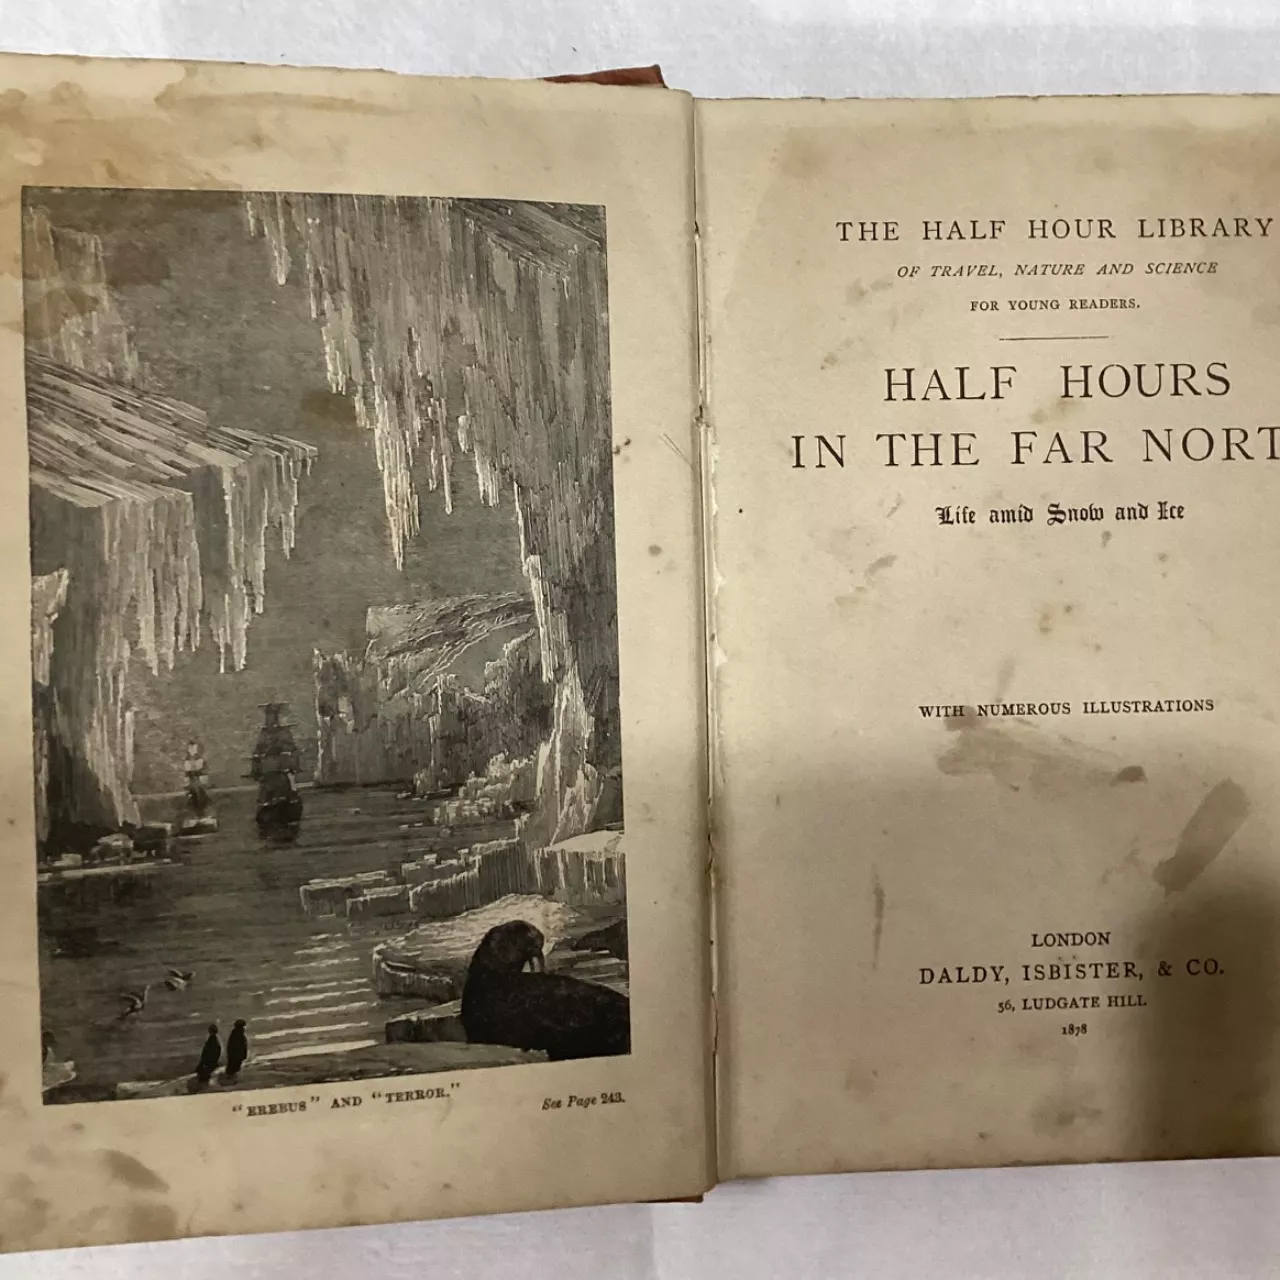 "EREBUS" AND "TERROR."
See Page 243.
THE HALF HOUR LIBRARY
OF TRAVEL, NATURE AND SCIENCE
FOR YOUNG READERS.
HALF HOURS
IN THE FAR NORT
Life amid Snow and Ice
WITH NUMEROUS ILLUSTRATIONS
LONDON
DALDY, ISBISTER, & CO.
56, LUDGATE HILL
1878